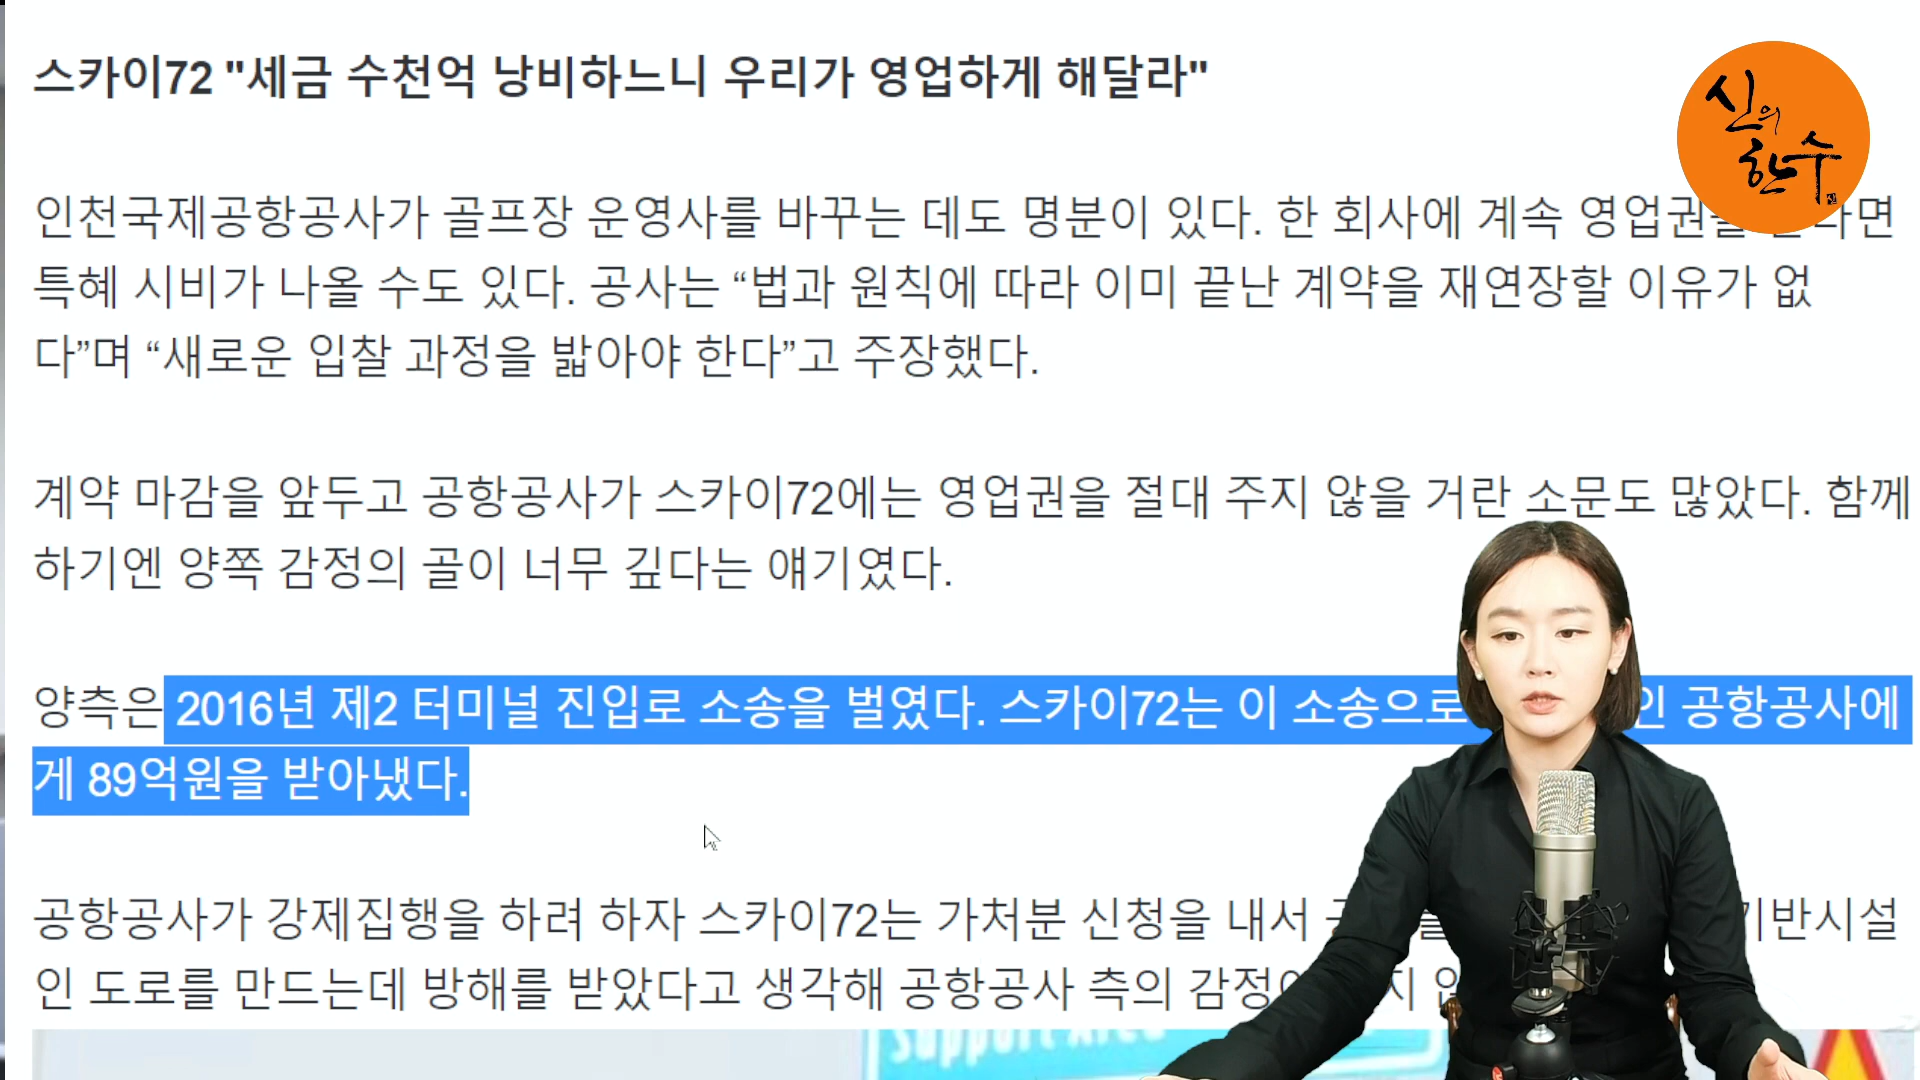 스카이72 "세금 수천억 낭비하느니 우리가 영업하게 해달라"
신의
한수
인천국제공항공사가 골프장 운영사를 바꾸는 데도 명분이 있다. 한 회사에 계속 영업권을
특혜 시비가 나올 수도 있다. 공사는 “법과 원칙에 따라 이미 끝난 계약을 재연장할 이유가 없
다”며 “새로운 입찰 과정을 밟아야 한다”고 주장했다.
계약 마감을 앞두고 공항공사가 스카이72에는 영업권을 절대 주지 않을 거란 소문도 많았다. 함께
하기엔 양쪽 감정의 골이 너무 깊다는 얘기였다.
양측은 2016년 제2 터미널 진입로 소송을 벌였다. 스카이72는 이 소송으로 인 공항공사에
게 89억원을 받아냈다.
공항공사가 강제집행을 하려 하자 스카이72는 가처분 신청을 내서 기반시설
인 도로를 만드는데 방해를 받았다고 생각해 공항공사 측의
Support Area